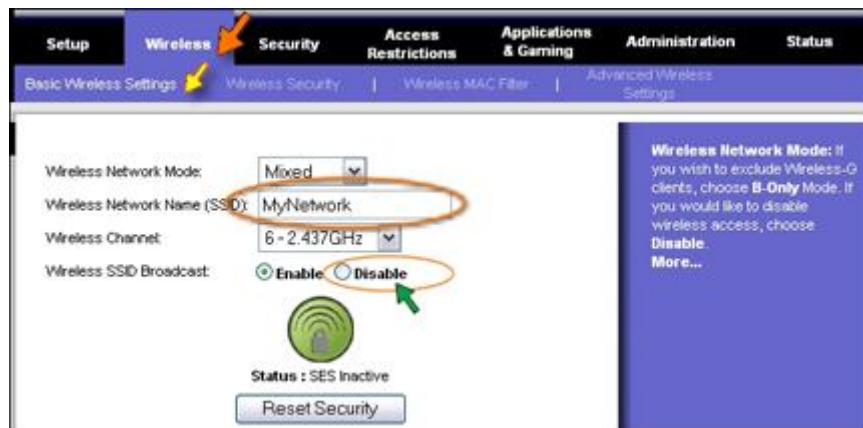 Setup Wireless Security Access Restrictions Applications & Gaming Administration Status
Basic Wireless Settings Wireless Security | Wireless MAC Filter | Advanced Wireless Settings
Wireless Network Mode: Mixed
Wireless Network Name (SSID): MyNetwork
Wireless Channel: 6 - 2.437GHz
Wireless SSID Broadcast: Enable Disable
Status : SES Inactive
Reset Security
Wireless Network Mode: If
you wish to exclude Wireless-G
clients, choose B-Only Mode. If
you would like to
disable
wireless access, choose
Disable.
More...